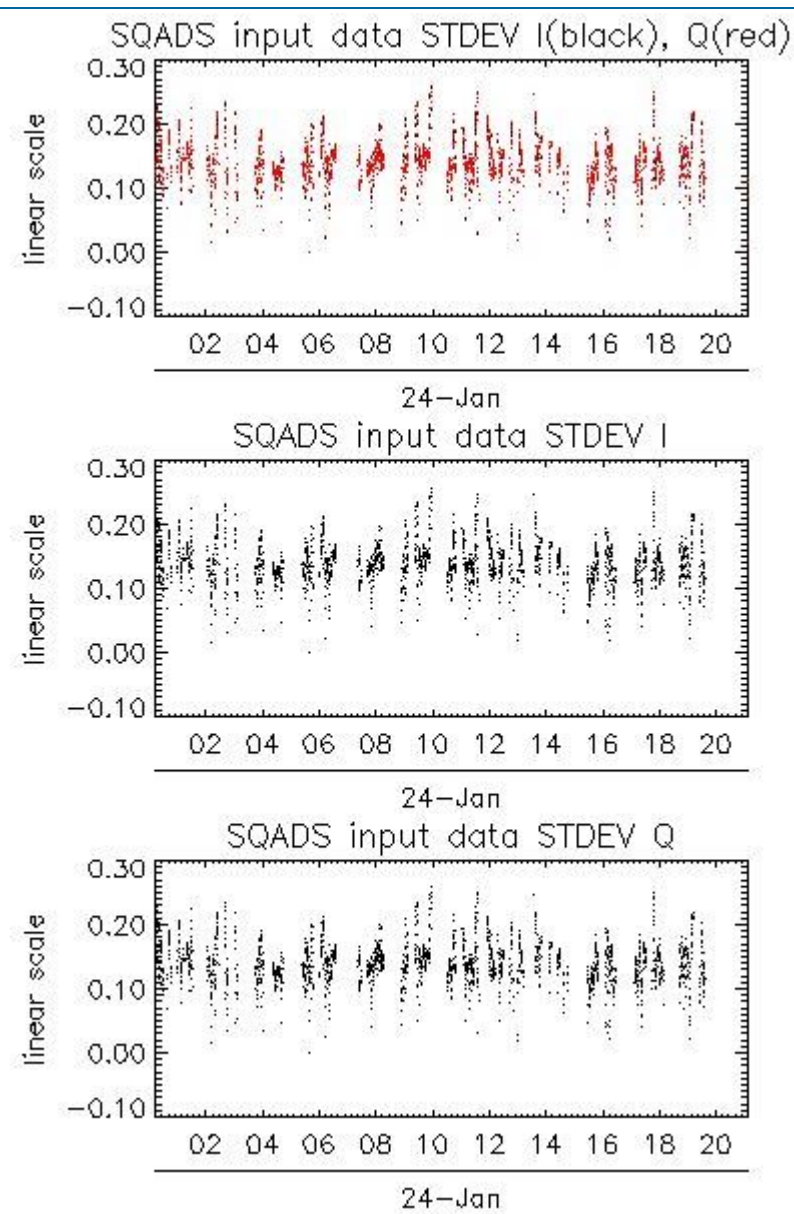 SQADS input data STDEV I(black), Q(red)
0.30
0.20
0.10
0.00
−0.10
linear scale
02 04 06 08 10 12 14 16 18 20
24−Jan
SQADS input data STDEV I
0.30
0.20
0.10
0.00
−0.10
linear scale
02 04 06 08 10 12 14 16 18 20
24−Jan
SQADS input data STDEV Q
0.30
0.20
0.10
0.00
−0.10
linear scale
02 04 06 08 10 12 14 16 18 20
24−Jan